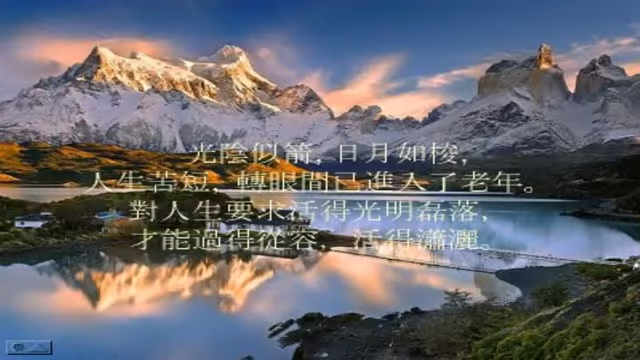 光陰似箭，日月如梭，
人生苦短，轉眼間已進入了老年。
對人生要求活得光明磊落，
才能過得從容，活得瀟灑。